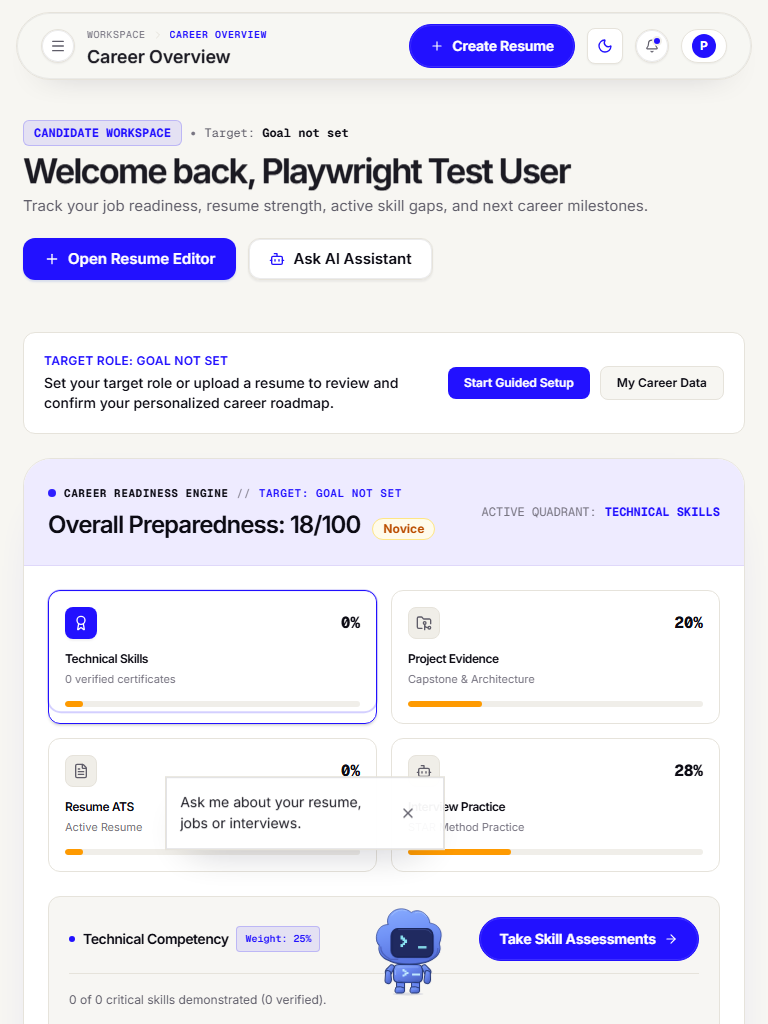 WORKSPACE CAREER OVERVIEW
Career Overview
Create Resume
P
CANDIDATE WORKSPACE • Target: Goal not set
Welcome back, Playwright Test User
Track your job readiness, resume strength, active skill gaps, and next career milestones.
Open Resume Editor
Ask AI Assistant
TARGET ROLE: GOAL NOT SET
Set your target role or upload a resume to review and
confirm your personalized career roadmap.
Start Guided Setup
My Career Data
CAREER READINESS ENGINE // TARGET: GOAL NOT SET
Overall Preparedness: 18/100 Novice
ACTIVE QUADRANT: TECHNICAL SKILLS
0%
Technical Skills
0 verified certificates
20%
Project Evidence
Capstone & Architecture
0%
Resume ATS
Active Resume
28%
Interview Practice
Method Practice
Ask me about your resume,
jobs or interviews.
Technical Competency Weight: 25%
Take Skill Assessments
0 of 0 critical skills demonstrated (0 verified).